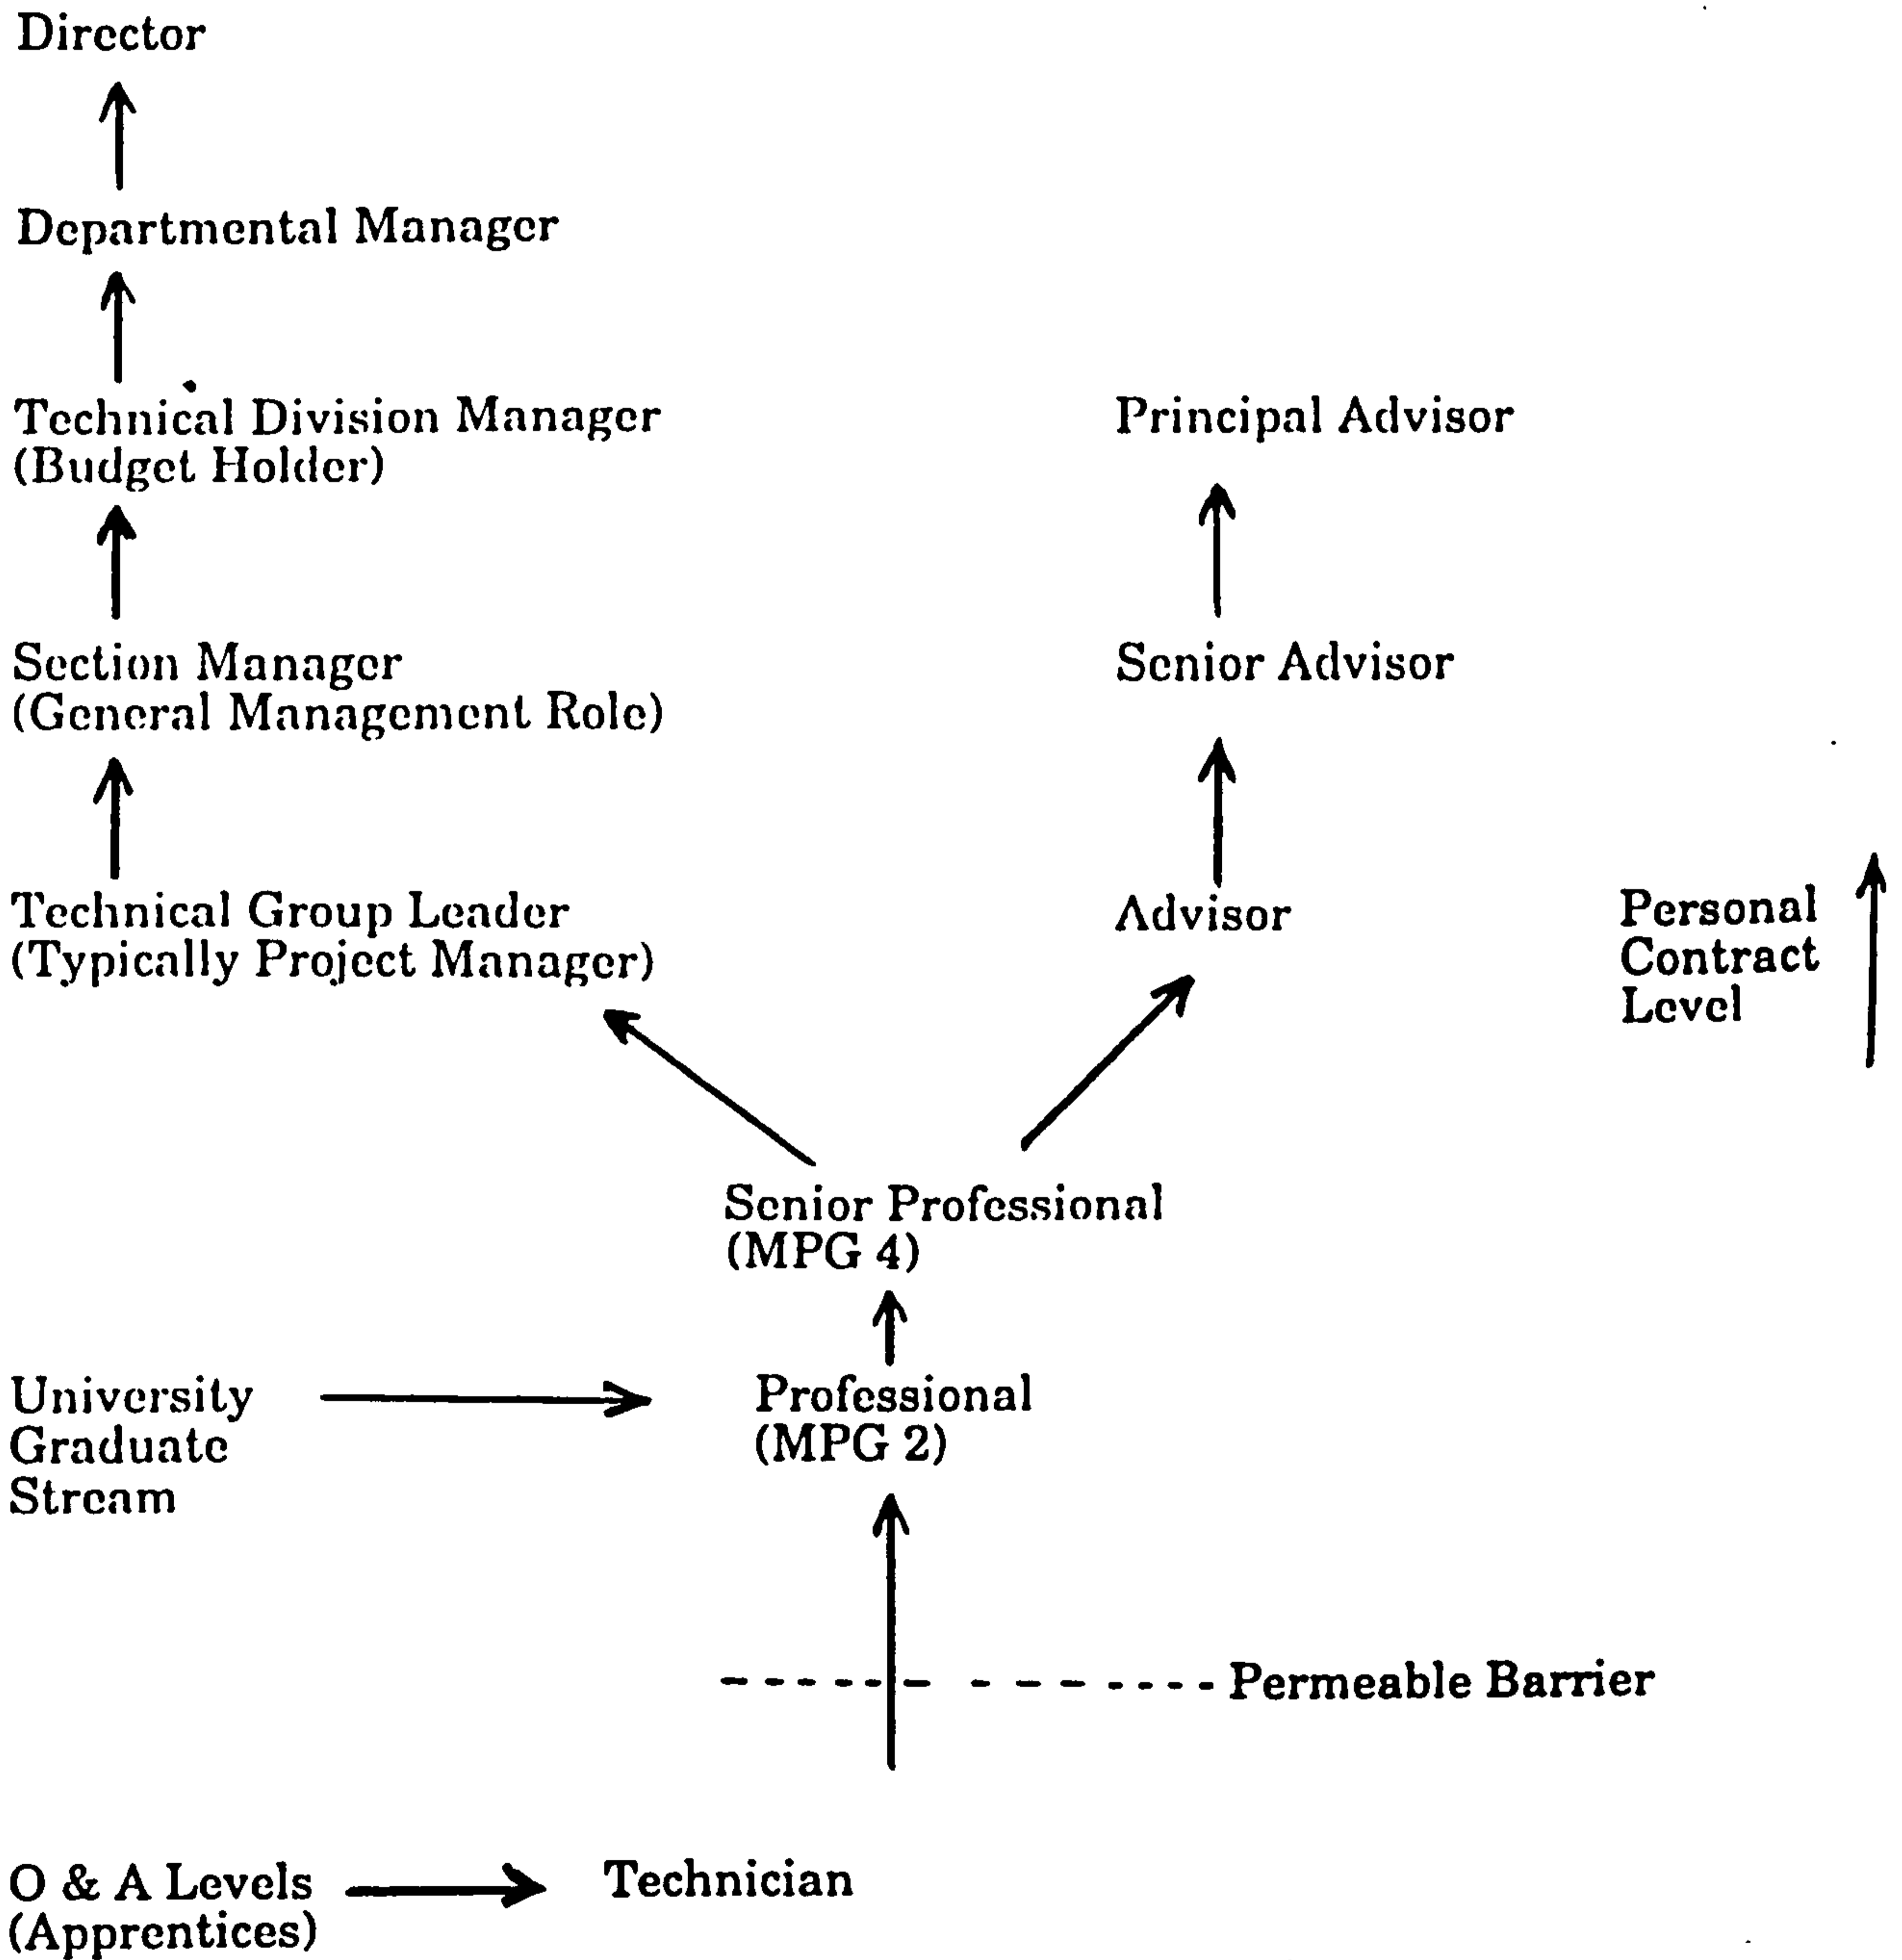 Director
Departmental Manager
Technical Division Manager
(Budget Holder)
Principal Advisor
Section Manager
(General Management Role)
Senior Advisor
Technical Group Leader
(Typically Project Manager)
Advisor
Personal
Contract
Level
Senior Professional
(MPG 4)
University
Graduate
Stream
Professional
(MPG 2)
Permeable Barrier
O & A Levels
(Apprentices)
Technician